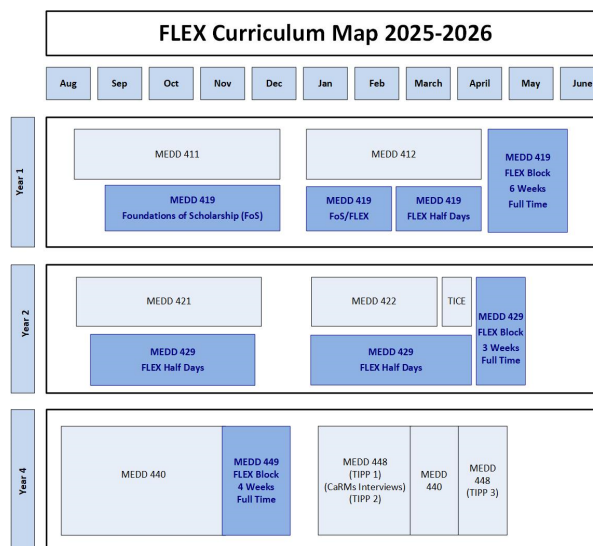 FLEX Curriculum Map 2025-2026
Aug Sep Oct Nov Dec Jan Feb March April May June
Year 1
MEDD 411
MEDD 412
MEDD 419
FLEX Block
6 Weeks
Full Time
MEDD 419
Foundations of Scholarship (FoS)
MEDD 419
FoS/FLEX
MEDD 419
FLEX Half Days
Year 2
MEDD 421
MEDD 422
TICE
MEDD 429
FLEX Block
3 Weeks
Full Time
MEDD 429
FLEX Half Days
MEDD 429
FLEX Half Days
Year 4
MEDD 440
MEDD 449
FLEX Block
4 Weeks
Full Time
MEDD 448
(TIPP 1)
(CaRMs Interviews)
(TIPP 2)
MEDD
440
MEDD
448
(TIPP 3)